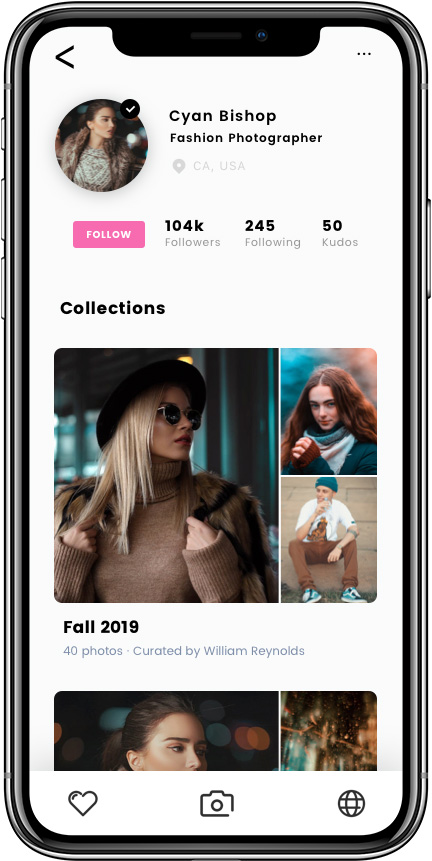 Cyan Bishop
Fashion Photographer
CA, USA
FOLLOW
104k 245 50
Followers Following Kudos
Collections
Fall 2019
40 photos · Curated by William Reynolds